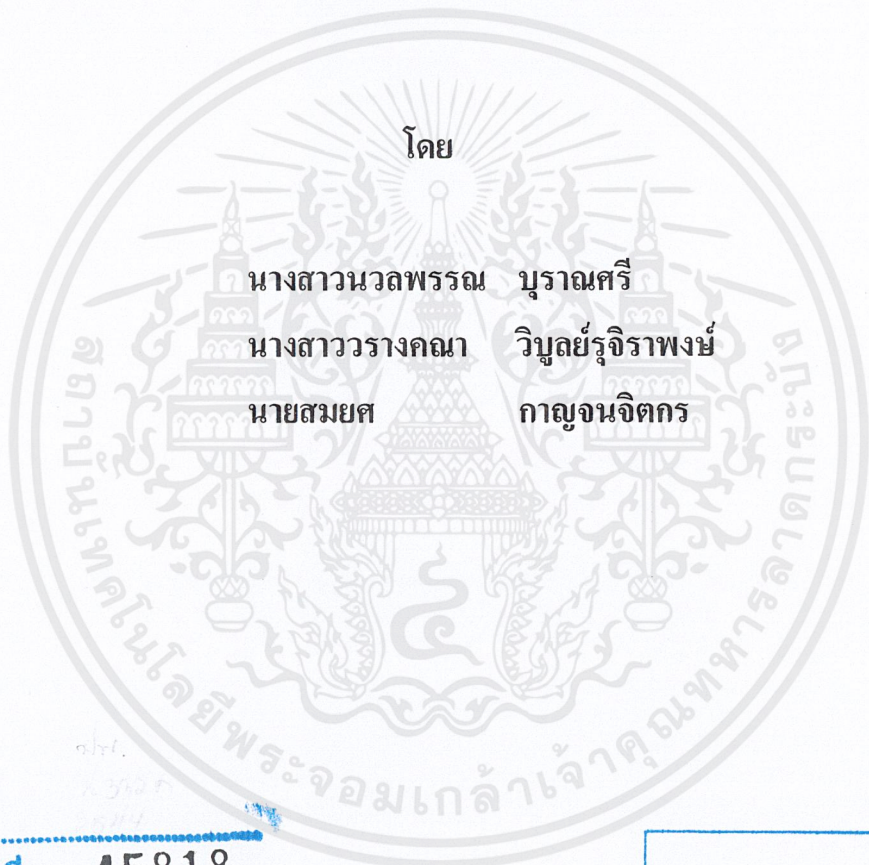 โดย
นางสาวนวลพรรณ บุราณศรี
นางสาววรางคณา วิบูลย์รุจิราพงษ์
นายสมยศ กาญจนจิตกร
สถาบันเทคโนโลยีพระจอมเกล้าเจ้าคุณทหารลาดกระบัง
45818